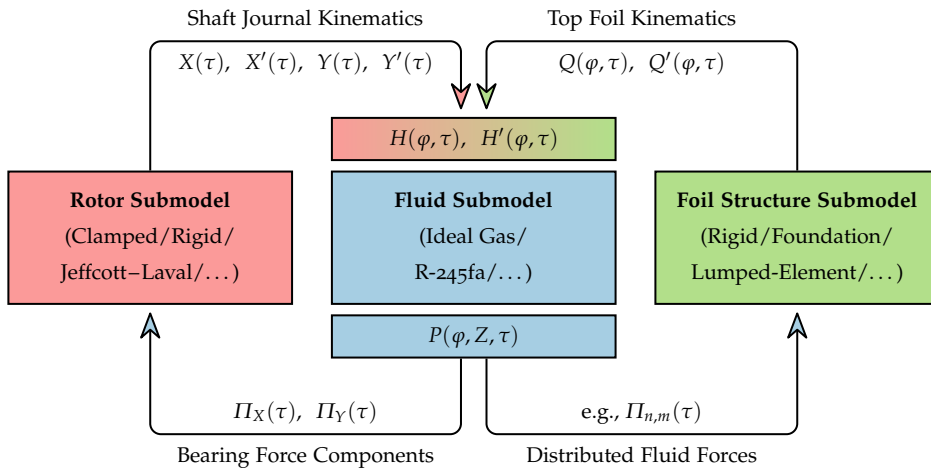 Shaft Journal Kinematics
Top Foil Kinematics
X(τ), X′(τ), Y(τ), Y′(τ)
Q(φ,τ), Q′(φ,τ)
H(φ,τ), H′(φ,τ)
Rotor Submodel
(Clamped/Rigid/
Jeffcott–Laval/...)
Fluid Submodel
(Ideal Gas/
R-245fa/...)
Foil Structure Submodel
(Rigid/Foundation/
Lumped-Element/...)
P(φ,Z,τ)
Π_X(τ), Π_Y(τ)
e.g., Π_{n,m}(τ)
Bearing Force Components
Distributed Fluid Forces